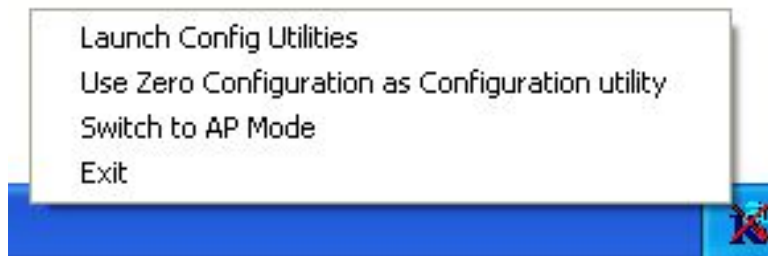 Launch Config Utilities
Use Zero Configuration as Configuration utility
Switch to AP Mode
Exit